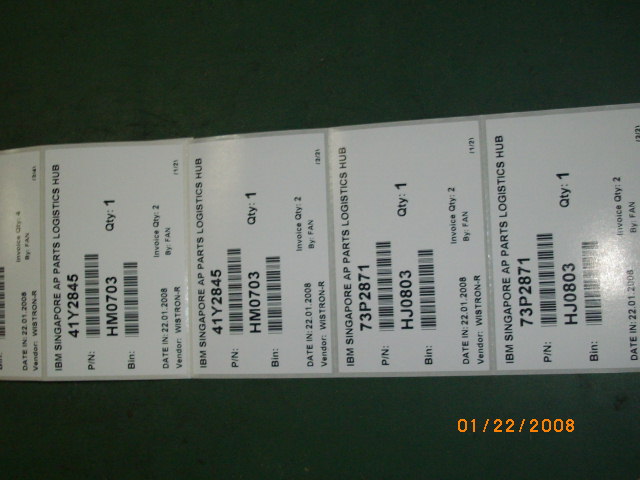 Invoice Qty: 4
By: FAN
(3/4)
DATE IN: 22.01.2008
Vendor: WISTRON-R
Bin:
IBM SINGAPORE AP PARTS LOGISTICS HUB
41Y2845
P/N:
Qty: 1
HM0703
Bin:
Invoice Qty: 2
By: FAN
(1/2)
DATE IN: 22.01.2008
Vendor: WISTRON-R
IBM SINGAPORE AP PARTS LOGISTICS HUB
41Y2845
P/N:
Qty: 1
HM0703
Bin:
Invoice Qty: 2
By: FAN
(2/2)
DATE IN: 22.01.2008
Vendor: WISTRON-R
IBM SINGAPORE AP PARTS LOGISTICS HUB
73P2871
P/N:
Qty: 1
HJ0803
Bin:
Invoice Qty: 2
By: FAN
(1/2)
DATE IN: 22.01.2008
Vendor: WISTRON-R
IBM SINGAPORE AP PARTS LOGISTICS HUB
73P2871
P/N:
Qty: 1
HJ0803
Bin:
Invoice Qty: 2
By: FAN
(2/2)
DATE IN: 22.01.2008
01/22/2008